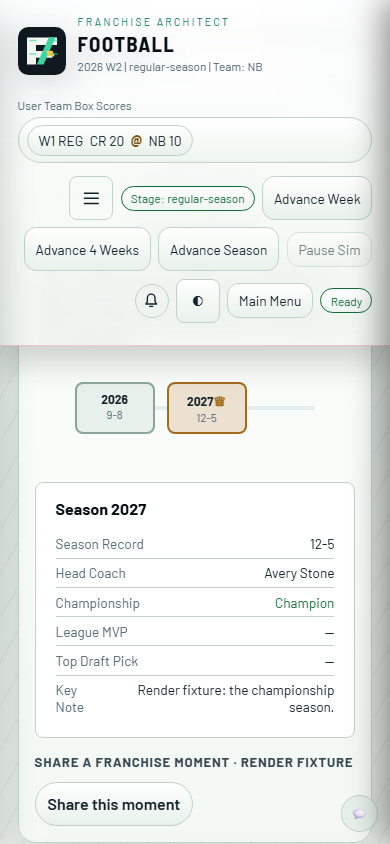 FRANCHISE ARCHITECT
FOOTBALL
2026 W2 | regular-season | Team: NB
User Team Box Scores
W1 REG CR 20 @ NB 10
Stage: regular-season
Advance Week
Advance 4 Weeks
Advance Season
Pause Sim
Main Menu
Ready
2026
9-8
2027
12-5
Season 2027
Season Record 12-5
Head Coach Avery Stone
Championship Champion
League MVP —
Top Draft Pick —
Key Note Render fixture: the championship season.
SHARE A FRANCHISE MOMENT · RENDER FIXTURE
Share this moment